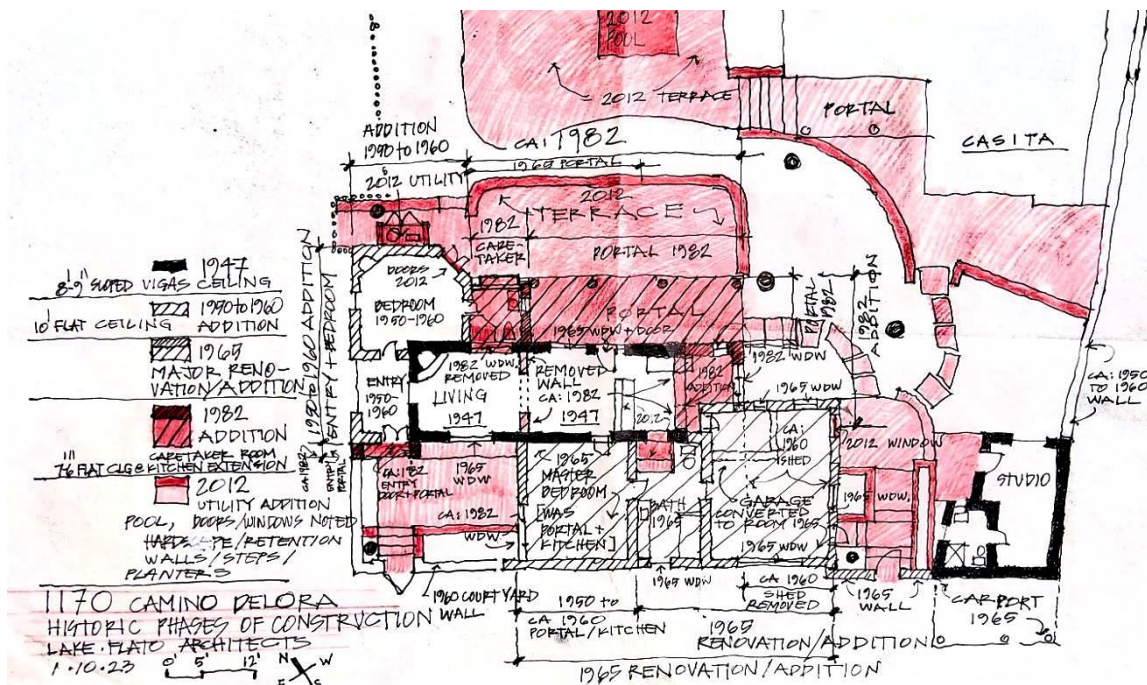 2012
POOL
2012 TERRACE
PORTAL
CASITA
ADDITION
1950 to 1960
CA: 1982
1965 PORTAL
2012 UTILITY
2012
TERRACE
1982
CARE-
TAKER
PORTAL 1982
DOORS
2012
BEDROOM
1950-1960
PORTAL
1965 WDW + DOOR
PORTAL
1982
1982
ADDITION
1982 WDW
1947
8'-9" SLOPED VIGAS CEILING
1950 to 1960
ADDITION
10' FLAT CEILING
1965
MAJOR RENO-
VATION/ADDITION
1982
ADDITION
CARETAKER ROOM
7'6" FLAT CLG @ KITCHEN EXTENSION
2012
UTILITY ADDITION
POOL, DOORS/WINDOWS NOTED
HARDSCAPE/RETENTION
WALLS/STEPS/
PLANTERS
1950 to 1960 ADDITION
ENTRY + BEDROOM
CA: 1982
ENTRY
PORTAL
ENTRY
1950-
1960
1982 WDW
REMOVED
LIVING
1947
REMOVED
WALL
CA: 1982
1947
2012
1982
ADDITION
1965 WDW
CA: 1950
TO 1960
WALL
CA: 1982
ENTRY
DOOR + PORTAL
1965
WDW
CA: 1982
WDW
1965
MASTER
BEDROOM
[WAS
PORTAL +
KITCHEN]
BATH
1965
CA:
1960
SHED
GARAGE
CONVERTED
TO ROOM 1965
1965 WDW
2012 WINDOW
1965 WDW.
STUDIO
1960 COURTYARD
WALL
1965 WDW
1950 to
CA 1960
PORTAL/KITCHEN
CA 1960
SHED
REMOVED
1965
WALL
CARPORT
1965
1965
RENOVATION/ADDITION
1965 RENOVATION/ADDITION
1170 CAMINO DELORA
HISTORIC PHASES OF CONSTRUCTION
LAKE·FLATO ARCHITECTS
1·10·23
0' 5' 12'
N W
E S